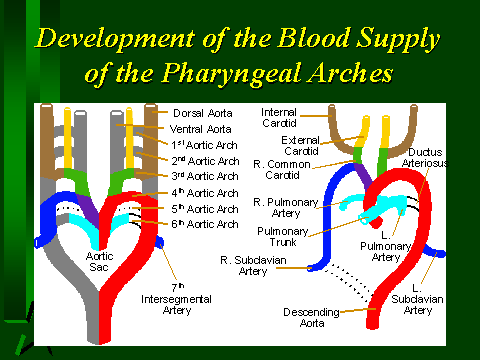 Development of the Blood Supply
of the Pharyngeal Arches
Dorsal Aorta
Ventral Aorta
1st Aortic Arch
2nd Aortic Arch
3rd Aortic Arch
4th Aortic Arch
5th Aortic Arch
6th Aortic Arch
Aortic
Sac
7th
Intersegmental
Artery
Internal
Carotid
External
Carotid
R. Common
Carotid
Ductus
Arteriosus
R. Pulmonary
Artery
Pulmonary
Trunk
L.
Pulmonary
Artery
R. Subclavian
Artery
L.
Subclavian
Artery
Descending
Aorta